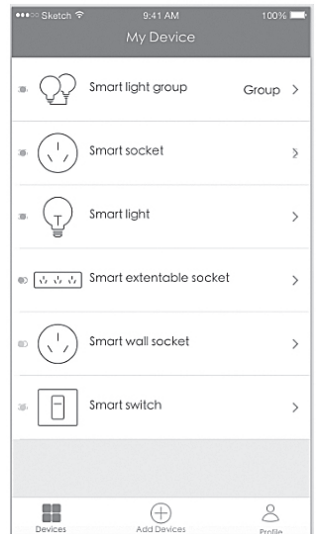 Sketch 9:41 AM 100%
My Device
Smart light group Group >
Smart socket >
Smart light >
Smart extentable socket >
Smart wall socket >
Smart switch >
Devices Add Devices Profile